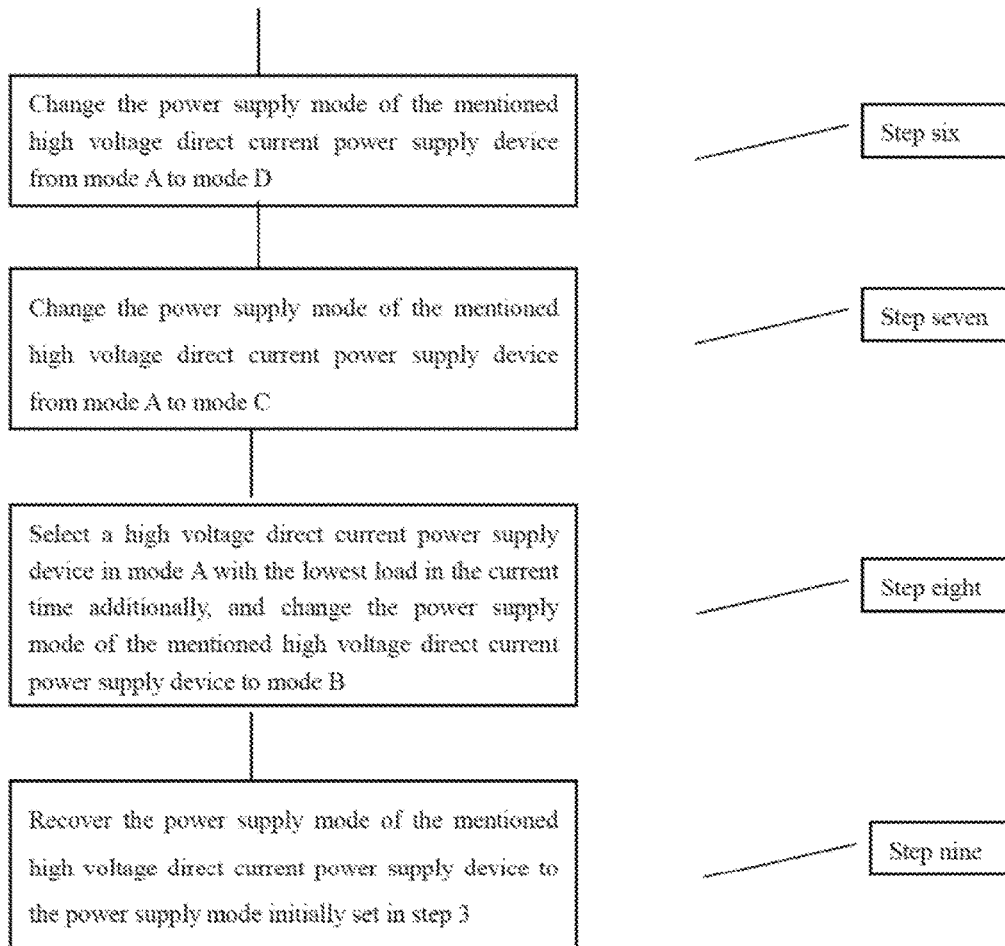 Change the power supply mode of the mentioned
high voltage direct current power supply device
from mode A to mode D
Step six
Change the power supply mode of the mentioned
high voltage direct current power supply device
from mode A to mode C
Step seven
Select a high voltage direct current power supply
device in mode A with the lowest load in the current
time additionally, and change the power supply
mode of the mentioned high voltage direct current
power supply device to mode B
Step eight
Recover the power supply mode of the mentioned
high voltage direct current power supply device to
the power supply mode initially set in step 3
Step nine